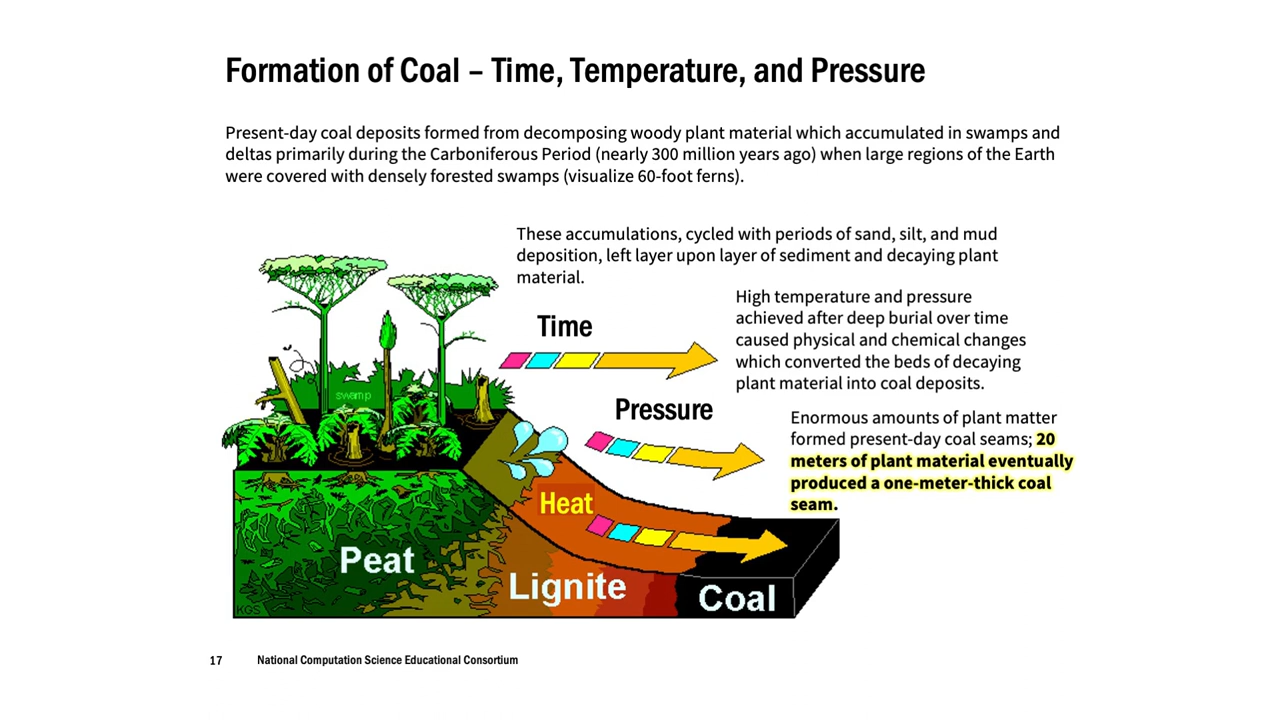 Formation of Coal – Time, Temperature, and Pressure
Present-day coal deposits formed from decomposing woody plant material which accumulated in swamps and
deltas primarily during the Carboniferous Period (nearly 300 million years ago) when large regions of the Earth
were covered with densely forested swamps (visualize 60-foot ferns).
These accumulations, cycled with periods of sand, silt, and mud
deposition, left layer upon layer of sediment and decaying plant
material.
High temperature and pressure
achieved after deep burial over time
caused physical and chemical changes
which converted the beds of decaying
plant material into coal deposits.
Time
swamp
Pressure
Enormous amounts of plant matter
formed present-day coal seams; 20
meters of plant material eventually
produced a one-meter-thick coal
seam.
Heat
Peat
Lignite
Coal
KGS
17
National Computation Science Educational Consortium